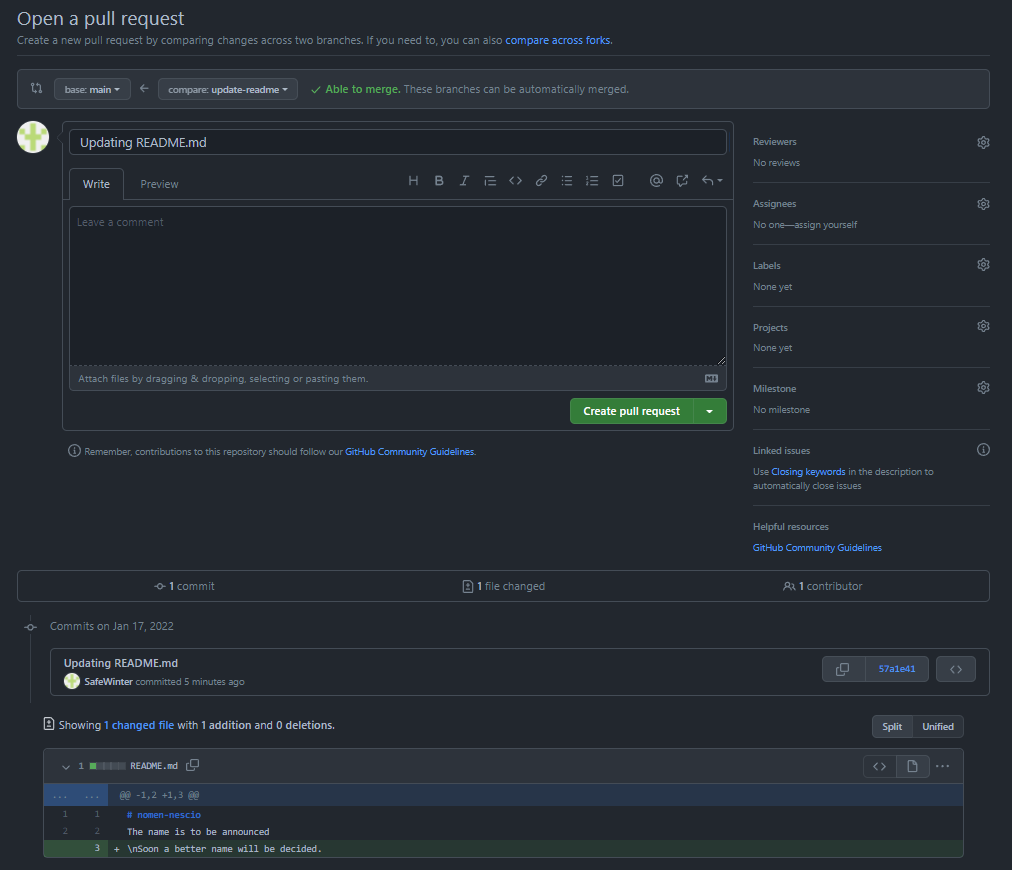 Open a pull request
Create a new pull request by comparing changes across two branches. If you need to, you can also compare across forks.
base: main compare: update-readme Able to merge. These branches can be automatically merged.
Updating README.md
Write Preview
Leave a comment
Attach files by dragging & dropping, selecting or pasting them.
Create pull request
Remember, contributions to this repository should follow our GitHub Community Guidelines.
Reviewers
No reviews
Assignees
No one—assign yourself
Labels
None yet
Projects
None yet
Milestone
No milestone
Linked issues
Use Closing keywords in the description to
automatically close issues
Helpful resources
GitHub Community Guidelines
1 commit 1 file changed 1 contributor
Commits on Jan 17, 2022
Updating README.md
SafeWinter committed 5 minutes ago
57a1e41
Showing 1 changed file with 1 addition and 0 deletions.
Split Unified
1 README.md
... ... @@ -1,2 +1,3 @@
1 1 # nomen-nescio
2 2 The name is to be announced
3 + \nSoon a better name will be decided.